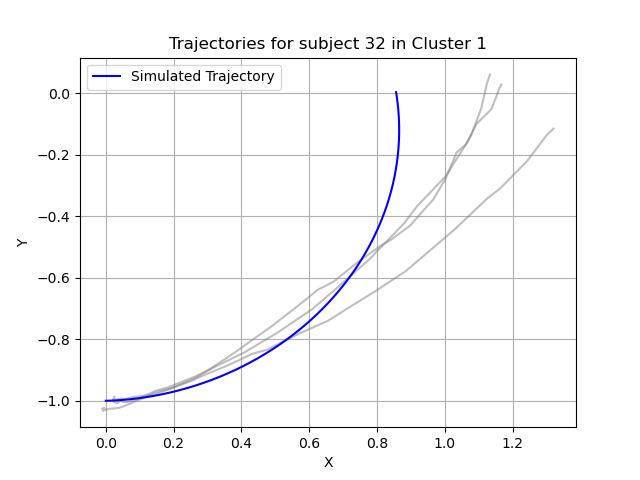 Trajectories for subject 32 in Cluster 1
Simulated Trajectory
0.0
−0.2
−0.4
−0.6
−0.8
−1.0
Y
0.0 0.2 0.4 0.6 0.8 1.0 1.2
X